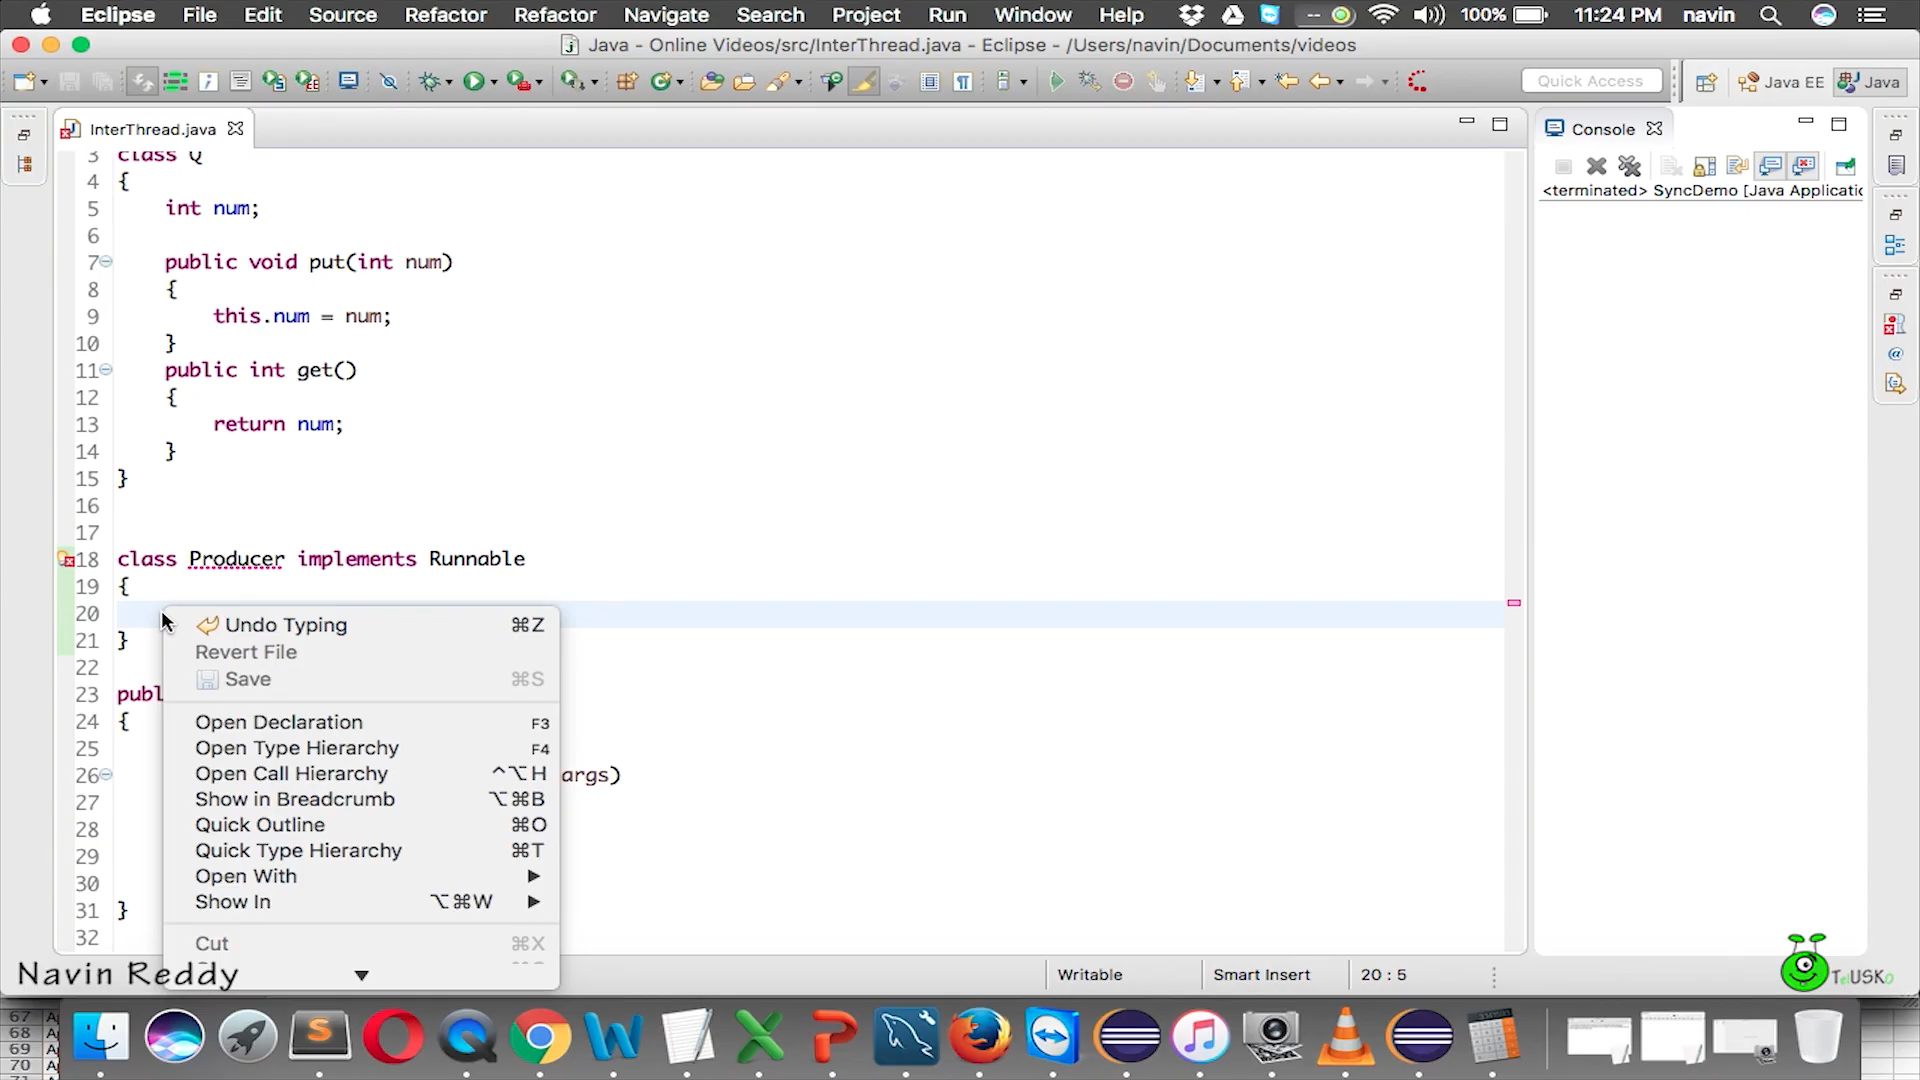 Eclipse File Edit Source Refactor Refactor Navigate Search Project Run Window Help -- 100% 11:24 PM navin
Java - Online Videos/src/InterThread.java - Eclipse - /Users/navin/Documents/videos
Quick Access Java EE Java
InterThread.java
Console
<terminated> SyncDemo [Java Applicatic
3 class Q
4 {
5 int num;
6
7 public void put(int num)
8 {
9 this.num = num;
10 }
11 public int get()
12 {
13 return num;
14 }
15 }
16
17
18 class Producer implements Runnable
19 {
20
21 }
22
23 publ
24 {
25
26 args)
27
28
29
30
31 }
32
Undo Typing ⌘Z
Revert File
Save ⌘S
Open Declaration F3
Open Type Hierarchy F4
Open Call Hierarchy ^⌥H
Show in Breadcrumb ⌥⌘B
Quick Outline ⌘O
Quick Type Hierarchy ⌘T
Open With ▶
Show In ⌥⌘W ▶
Cut ⌘X
Navin Reddy
Writable Smart Insert 20 : 5
TelUSKo
67
68
69
70